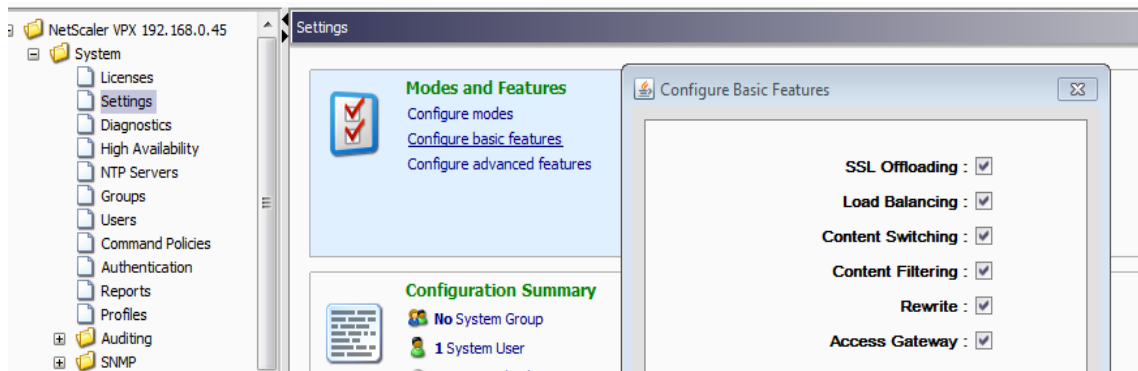 NetScaler VPX 192.168.0.45
System
Licenses
Settings
Diagnostics
High Availability
NTP Servers
Groups
Users
Command Policies
Authentication
Reports
Profiles
Auditing
SNMP
Settings
Modes and Features
Configure modes
Configure basic features
Configure advanced features
Configuration Summary
No System Group
1 System User
Configure Basic Features
SSL Offloading :
Load Balancing :
Content Switching :
Content Filtering :
Rewrite :
Access Gateway :